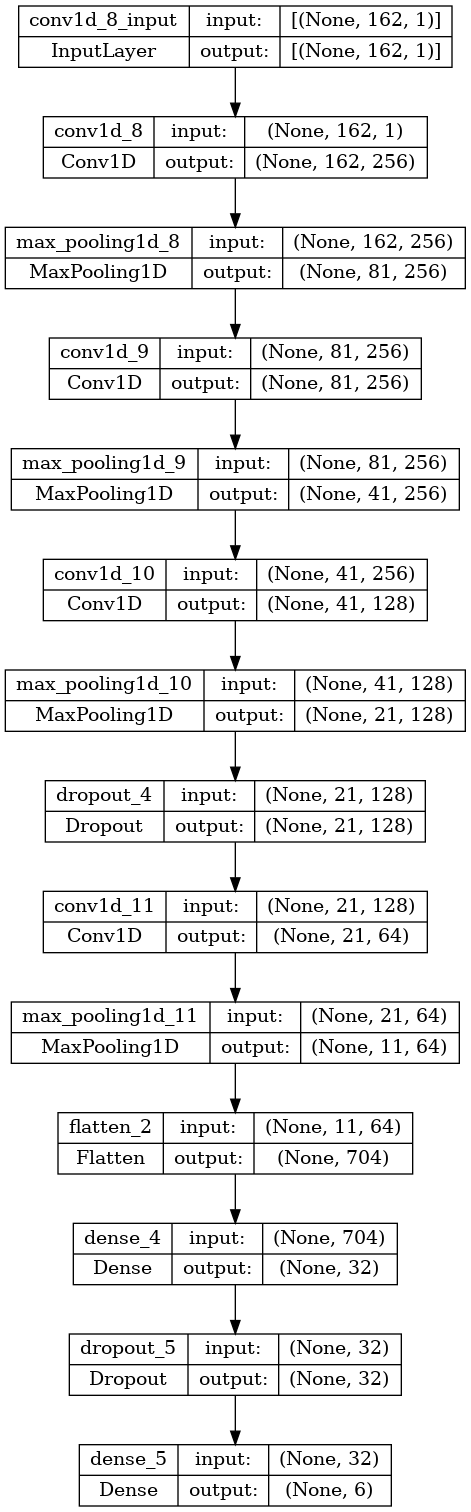 conv1d_8_input input: [(None, 162, 1)]
InputLayer output: [(None, 162, 1)]
conv1d_8 input: (None, 162, 1)
Conv1D output: (None, 162, 256)
max_pooling1d_8 input: (None, 162, 256)
MaxPooling1D output: (None, 81, 256)
conv1d_9 input: (None, 81, 256)
Conv1D output: (None, 81, 256)
max_pooling1d_9 input: (None, 81, 256)
MaxPooling1D output: (None, 41, 256)
conv1d_10 input: (None, 41, 256)
Conv1D output: (None, 41, 128)
max_pooling1d_10 input: (None, 41, 128)
MaxPooling1D output: (None, 21, 128)
dropout_4 input: (None, 21, 128)
Dropout output: (None, 21, 128)
conv1d_11 input: (None, 21, 128)
Conv1D output: (None, 21, 64)
max_pooling1d_11 input: (None, 21, 64)
MaxPooling1D output: (None, 11, 64)
flatten_2 input: (None, 11, 64)
Flatten output: (None, 704)
dense_4 input: (None, 704)
Dense output: (None, 32)
dropout_5 input: (None, 32)
Dropout output: (None, 32)
dense_5 input: (None, 32)
Dense output: (None, 6)